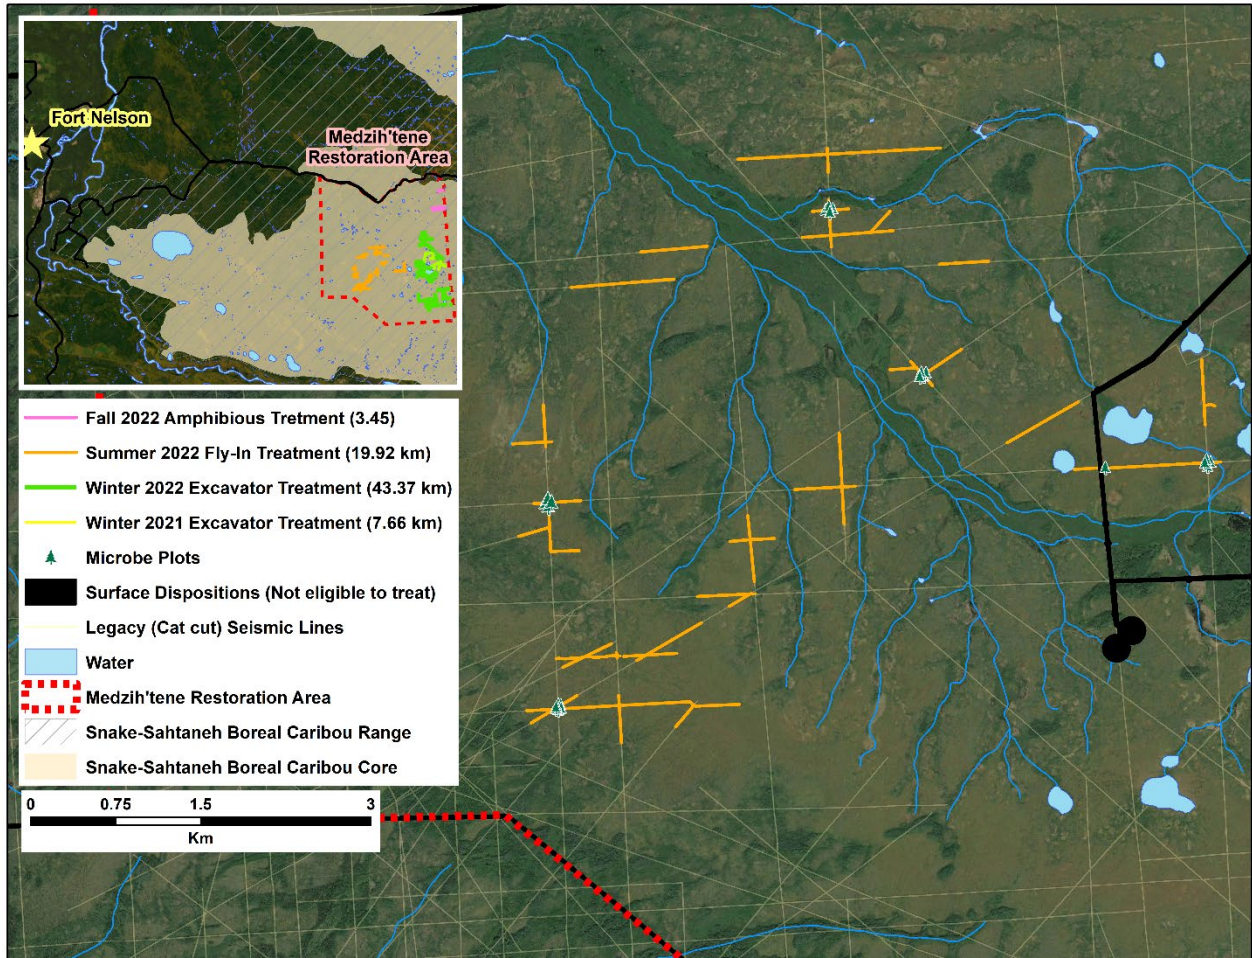 Fort Nelson
Medzih'tene
Restoration Area
Fall 2022 Amphibious Tretment (3.45)
Summer 2022 Fly-In Treatment (19.92 km)
Winter 2022 Excavator Treatment (43.37 km)
Winter 2021 Excavator Treatment (7.66 km)
Microbe Plots
Surface Dispositions (Not eligible to treat)
Legacy (Cat cut) Seismic Lines
Water
Medzih'tene Restoration Area
Snake-Sahtaneh Boreal Caribou Range
Snake-Sahtaneh Boreal Caribou Core
0 0.75 1.5 3
Km